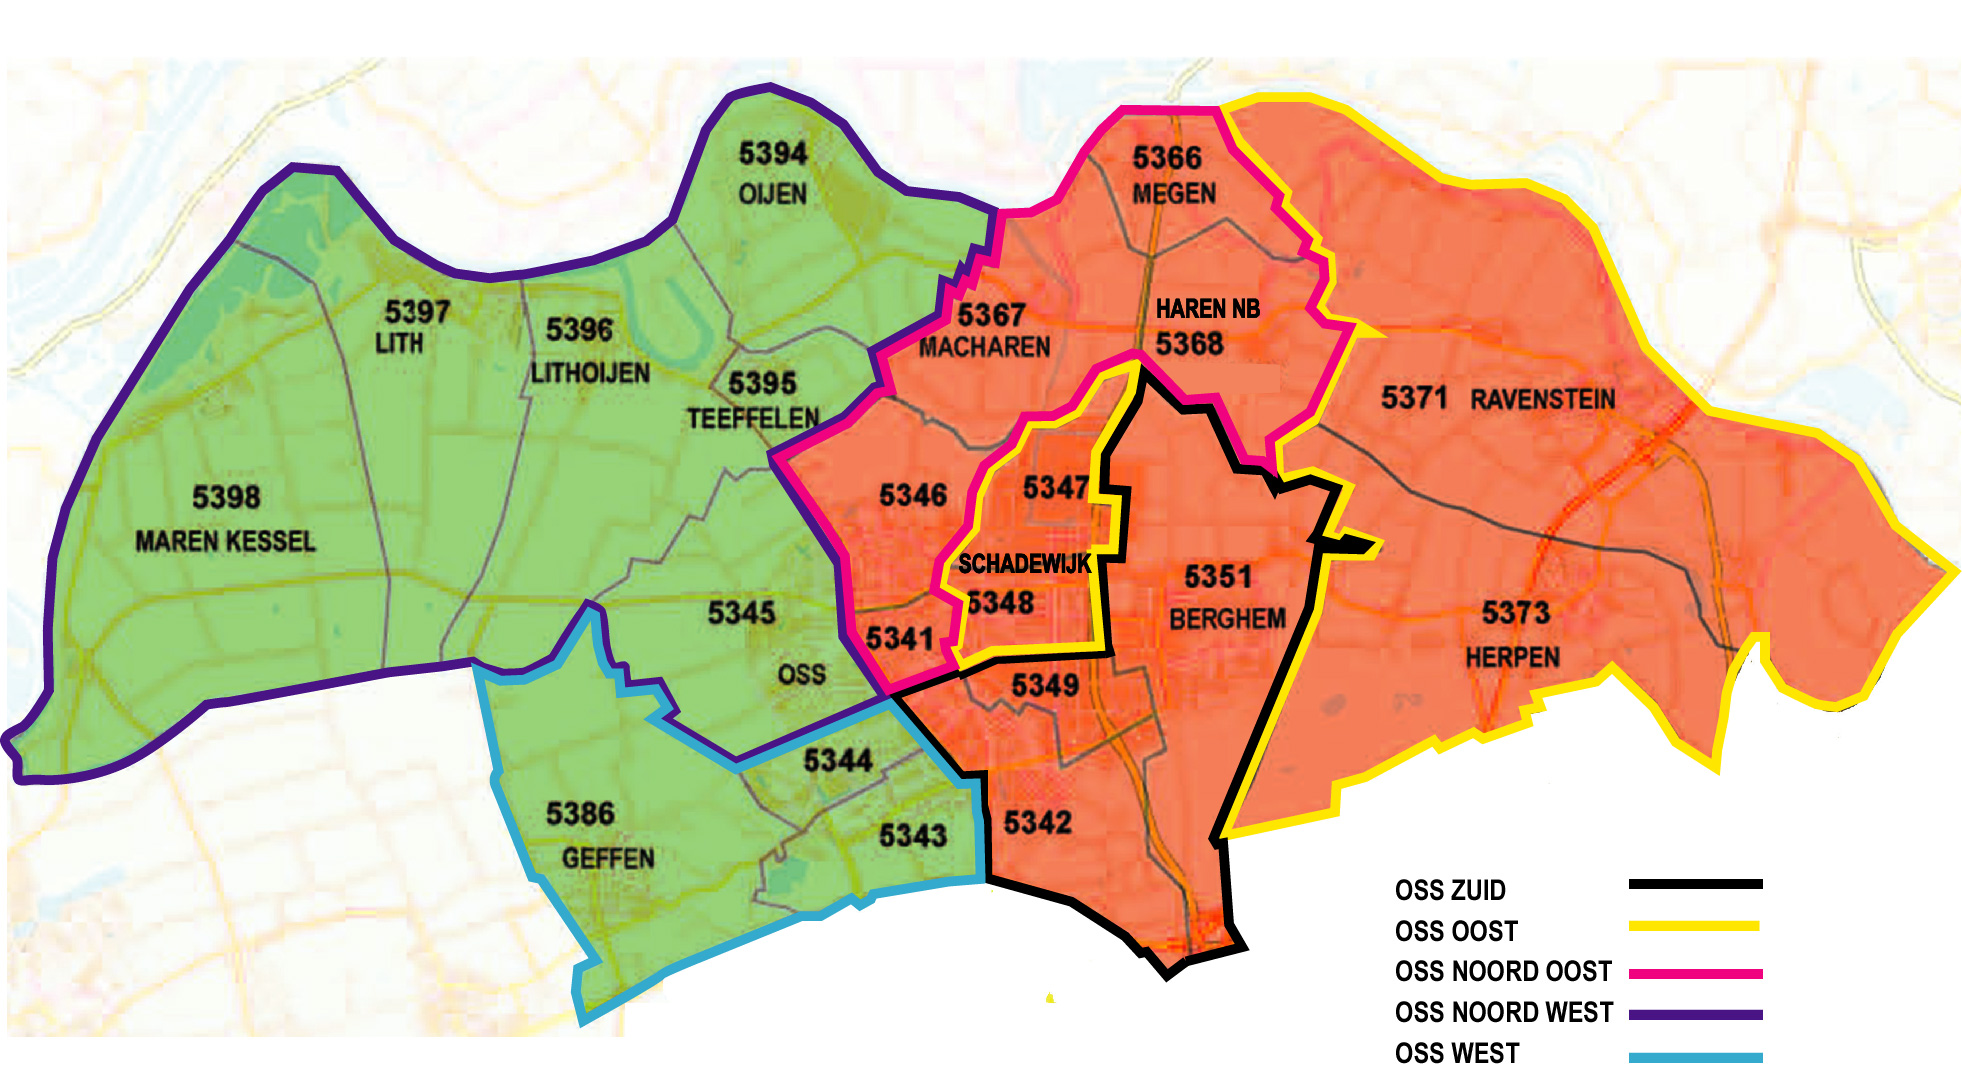 5394
OIJEN
5366
MEGEN
5397
LITH
5396
LITHOIJEN
5367
MACHAREN
HAREN NB
5368
5395
TEEFFELEN
5371 RAVENSTEIN
5398
MAREN KESSEL
5346
5347
SCHADEWIJK
5348
5351
BERGHEM
5345
OSS
5341
5373
HERPEN
5349
5344
5386
GEFFEN
5343
5342
OSS ZUID
OSS OOST
OSS NOORD OOST
OSS NOORD WEST
OSS WEST